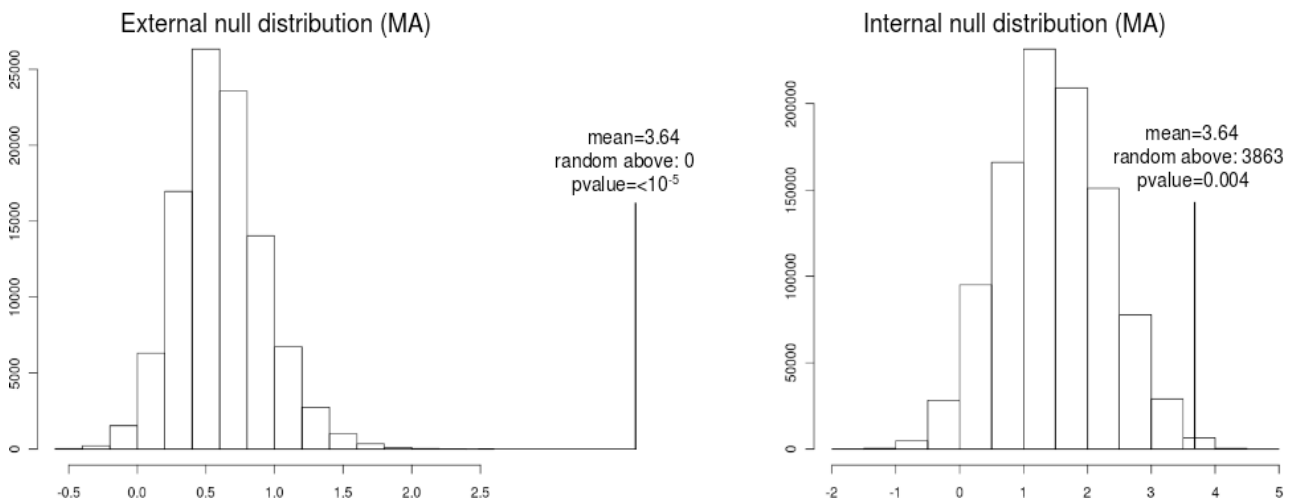 External null distribution (MA)
25000
20000
15000
10000
5000
0
mean=3.64
random above: 0
pvalue=<10⁻⁵
-0.5 0.0 0.5 1.0 1.5 2.0 2.5
Internal null distribution (MA)
200000
150000
100000
50000
0
mean=3.64
random above: 3863
pvalue=0.004
-2 -1 0 1 2 3 4 5